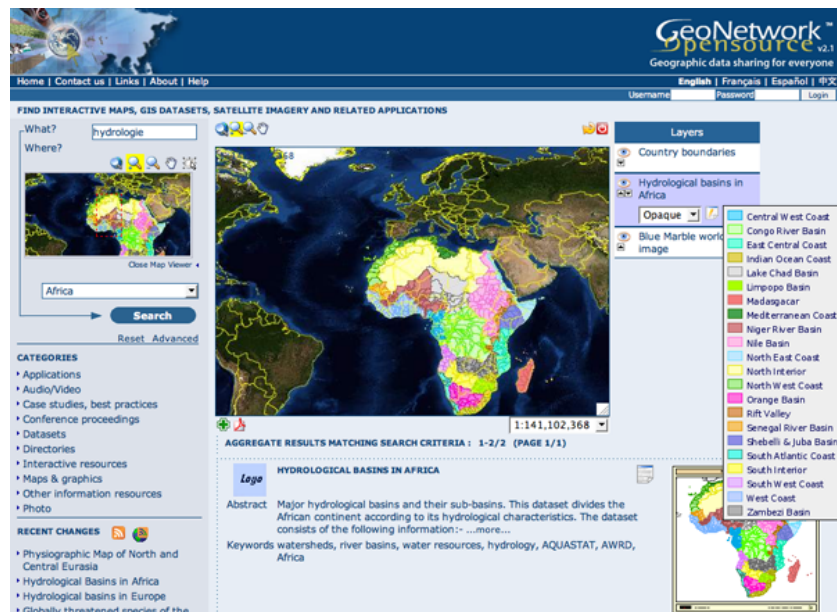 GeoNetwork™
Opensource v2.1
Geographic data sharing for everyone
Home | Contact us | Links | About | Help
English | Français | Español | 中文
Username Password Login
FIND INTERACTIVE MAPS, GIS DATASETS, SATELLITE IMAGERY AND RELATED APPLICATIONS
What? hydrologie
Where?
Close Map Viewer
Africa
Search
Reset Advanced
CATEGORIES
Applications
Audio/Video
Case studies, best practices
Conference proceedings
Datasets
Directories
Interactive resources
Maps & graphics
Other information resources
Photo
RECENT CHANGES
Physiographic Map of North and
Central Eurasia
Hydrological Basins in Africa
Hydrological basins in Europe
Globally threatened species of the
1:141,102,368
Layers
Country boundaries
Hydrological basins in
Africa
Opaque
Blue Marble world
image
Central West Coast
Congo River Basin
East Central Coast
Indian Ocean Coast
Lake Chad Basin
Limpopo Basin
Madagascar
Mediterranean Coast
Niger River Basin
Nile Basin
North East Coast
North Interior
North West Coast
Orange Basin
Rift Valley
Senegal River Basin
Shebelli & Juba Basin
South Atlantic Coast
South Interior
South West Coast
West Coast
Zambezi Basin
AGGREGATE RESULTS MATCHING SEARCH CRITERIA : 1-2/2 (PAGE 1/1)
Logo
HYDROLOGICAL BASINS IN AFRICA
Abstract Major hydrological basins and their sub-basins. This dataset divides the
African continent according to its hydrological characteristics. The dataset
consists of the following information:- ...more...
Keywords watersheds, river basins, water resources, hydrology, AQUASTAT, AWRD,
Africa